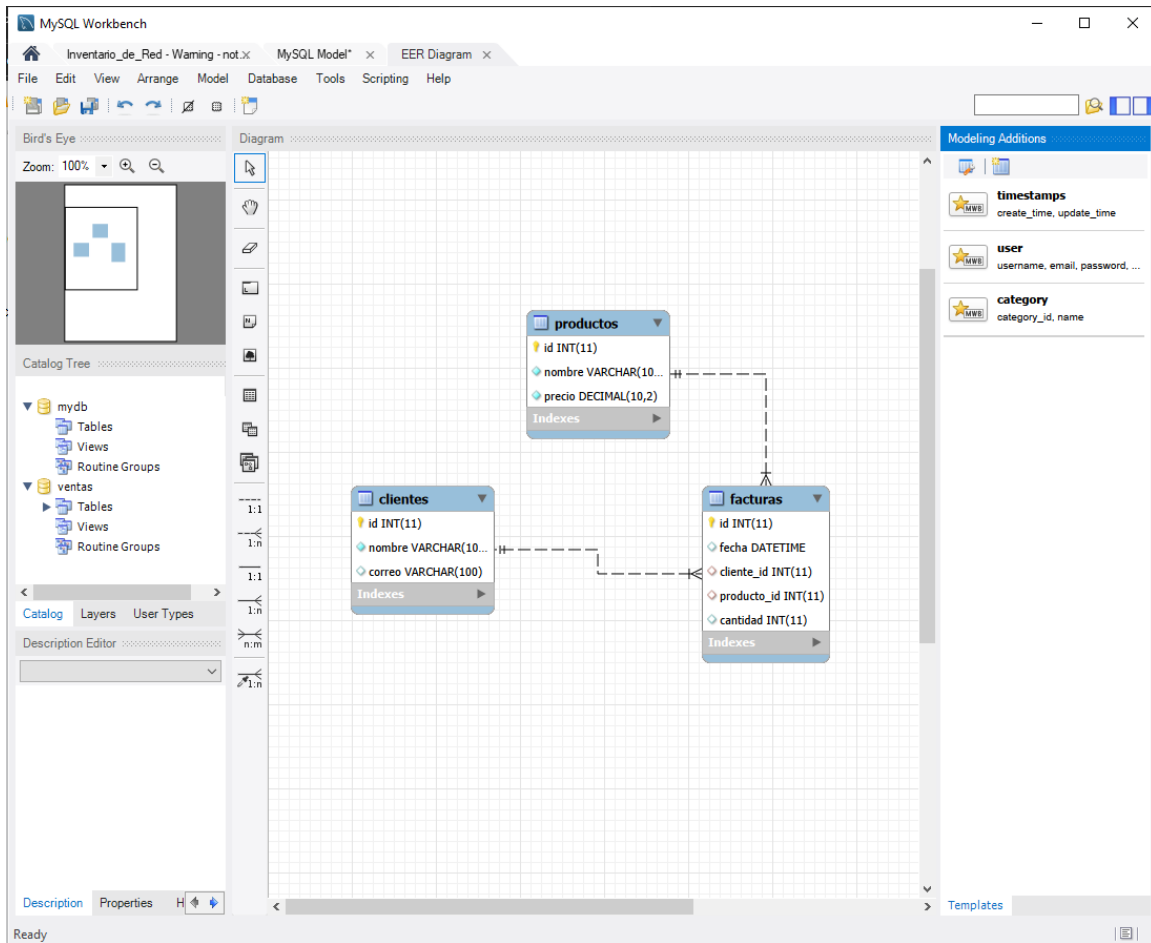 MySQL Workbench
Inventario_de_Red - Warning - not.
MySQL Model*
EER Diagram
File Edit View Arrange Model Database Tools Scripting Help
Bird's Eye
Zoom: 100%
Catalog Tree
mydb
Tables
Views
Routine Groups
ventas
Tables
Views
Routine Groups
Catalog Layers User Types
Description Editor
Description Properties H
Ready
Diagram
1:1
1:n
1:1
1:n
n:m
1:n
productos
id INT(11)
nombre VARCHAR(10...
precio DECIMAL(10,2)
Indexes
clientes
id INT(11)
nombre VARCHAR(10...
correo VARCHAR(100)
Indexes
facturas
id INT(11)
fecha DATETIME
cliente_id INT(11)
producto_id INT(11)
cantidad INT(11)
Indexes
Modeling Additions
MWB
timestamps
create_time, update_time
MWB
user
username, email, password, ...
MWB
category
category_id, name
Templates